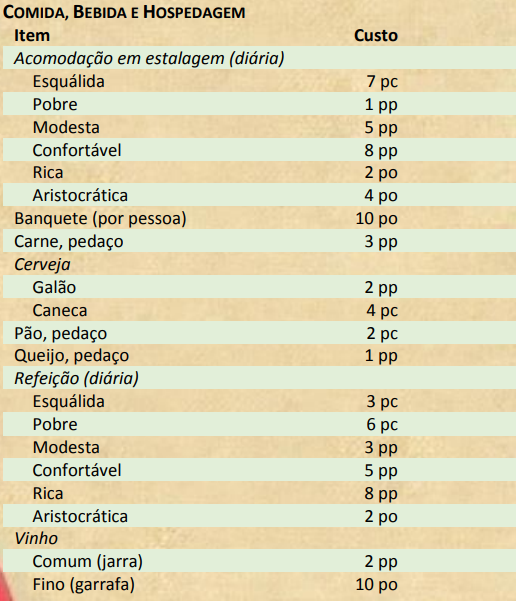 COMIDA, BEBIDA E HOSPEDAGEM
Item Custo
Acomodação em estalagem (diária)
Esquálida 7 pc
Pobre 1 pp
Modesta 5 pp
Confortável 8 pp
Rica 2 po
Aristocrática 4 po
Banquete (por pessoa) 10 po
Carne, pedaço 3 pp
Cerveja
Galão 2 pp
Caneca 4 pc
Pão, pedaço 2 pc
Queijo, pedaço 1 pp
Refeição (diária)
Esquálida 3 pc
Pobre 6 pc
Modesta 3 pp
Confortável 5 pp
Rica 8 pp
Aristocrática 2 po
Vinho
Comum (jarra) 2 pp
Fino (garrafa) 10 po